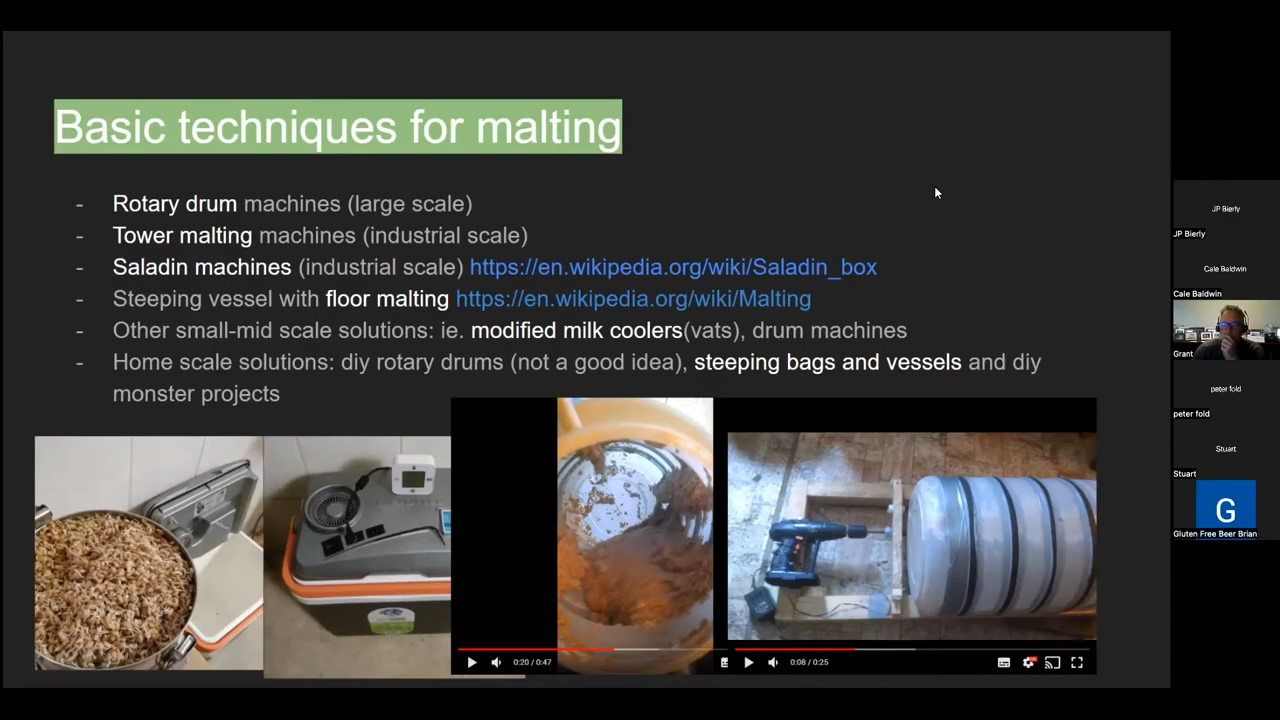 Basic techniques for malting
- Rotary drum machines (large scale)
- Tower malting machines (industrial scale)
- Saladin machines (industrial scale) https://en.wikipedia.org/wiki/Saladin_box
- Steeping vessel with floor malting https://en.wikipedia.org/wiki/Malting
- Other small-mid scale solutions: ie. modified milk coolers(vats), drum machines
- Home scale solutions: diy rotary drums (not a good idea), steeping bags and vessels and diy
monster projects
0:20 / 0:47
0:08 / 0:25
JP Bierly
JP Bierly
Cale Baldwin
Cale Baldwin
Grant
peter fold
peter fold
Stuart
Stuart
G
Gluten Free Beer Brian